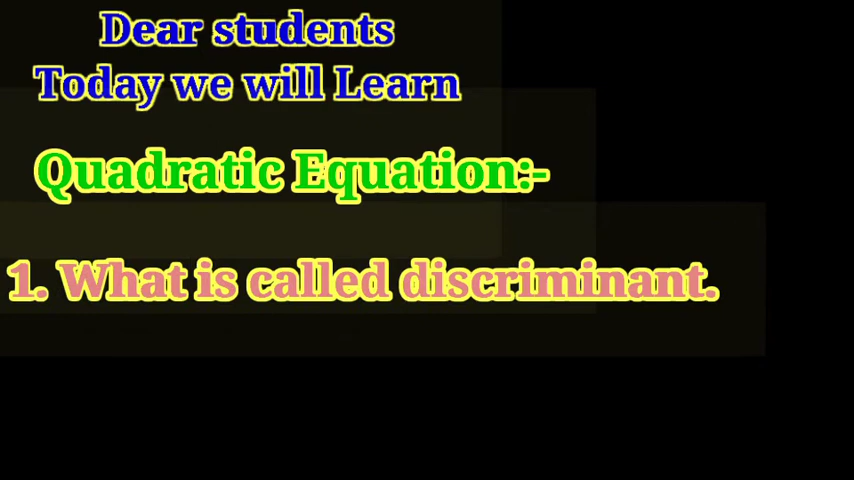 Dear students
Today we will Learn
Quadratic Equation:-
1. What is called discriminant.